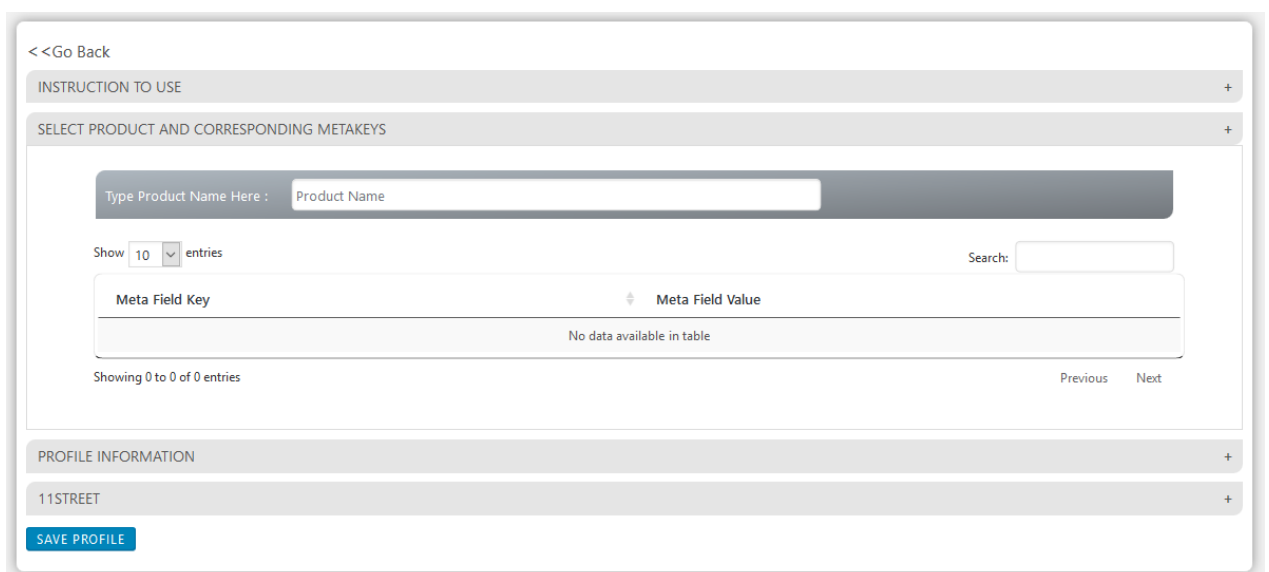 <<Go Back
INSTRUCTION TO USE +
SELECT PRODUCT AND CORRESPONDING METAKEYS +
Type Product Name Here : Product Name
Show 10 entries Search:
Meta Field Key Meta Field Value
No data available in table
Showing 0 to 0 of 0 entries Previous Next
PROFILE INFORMATION +
11STREET +
SAVE PROFILE